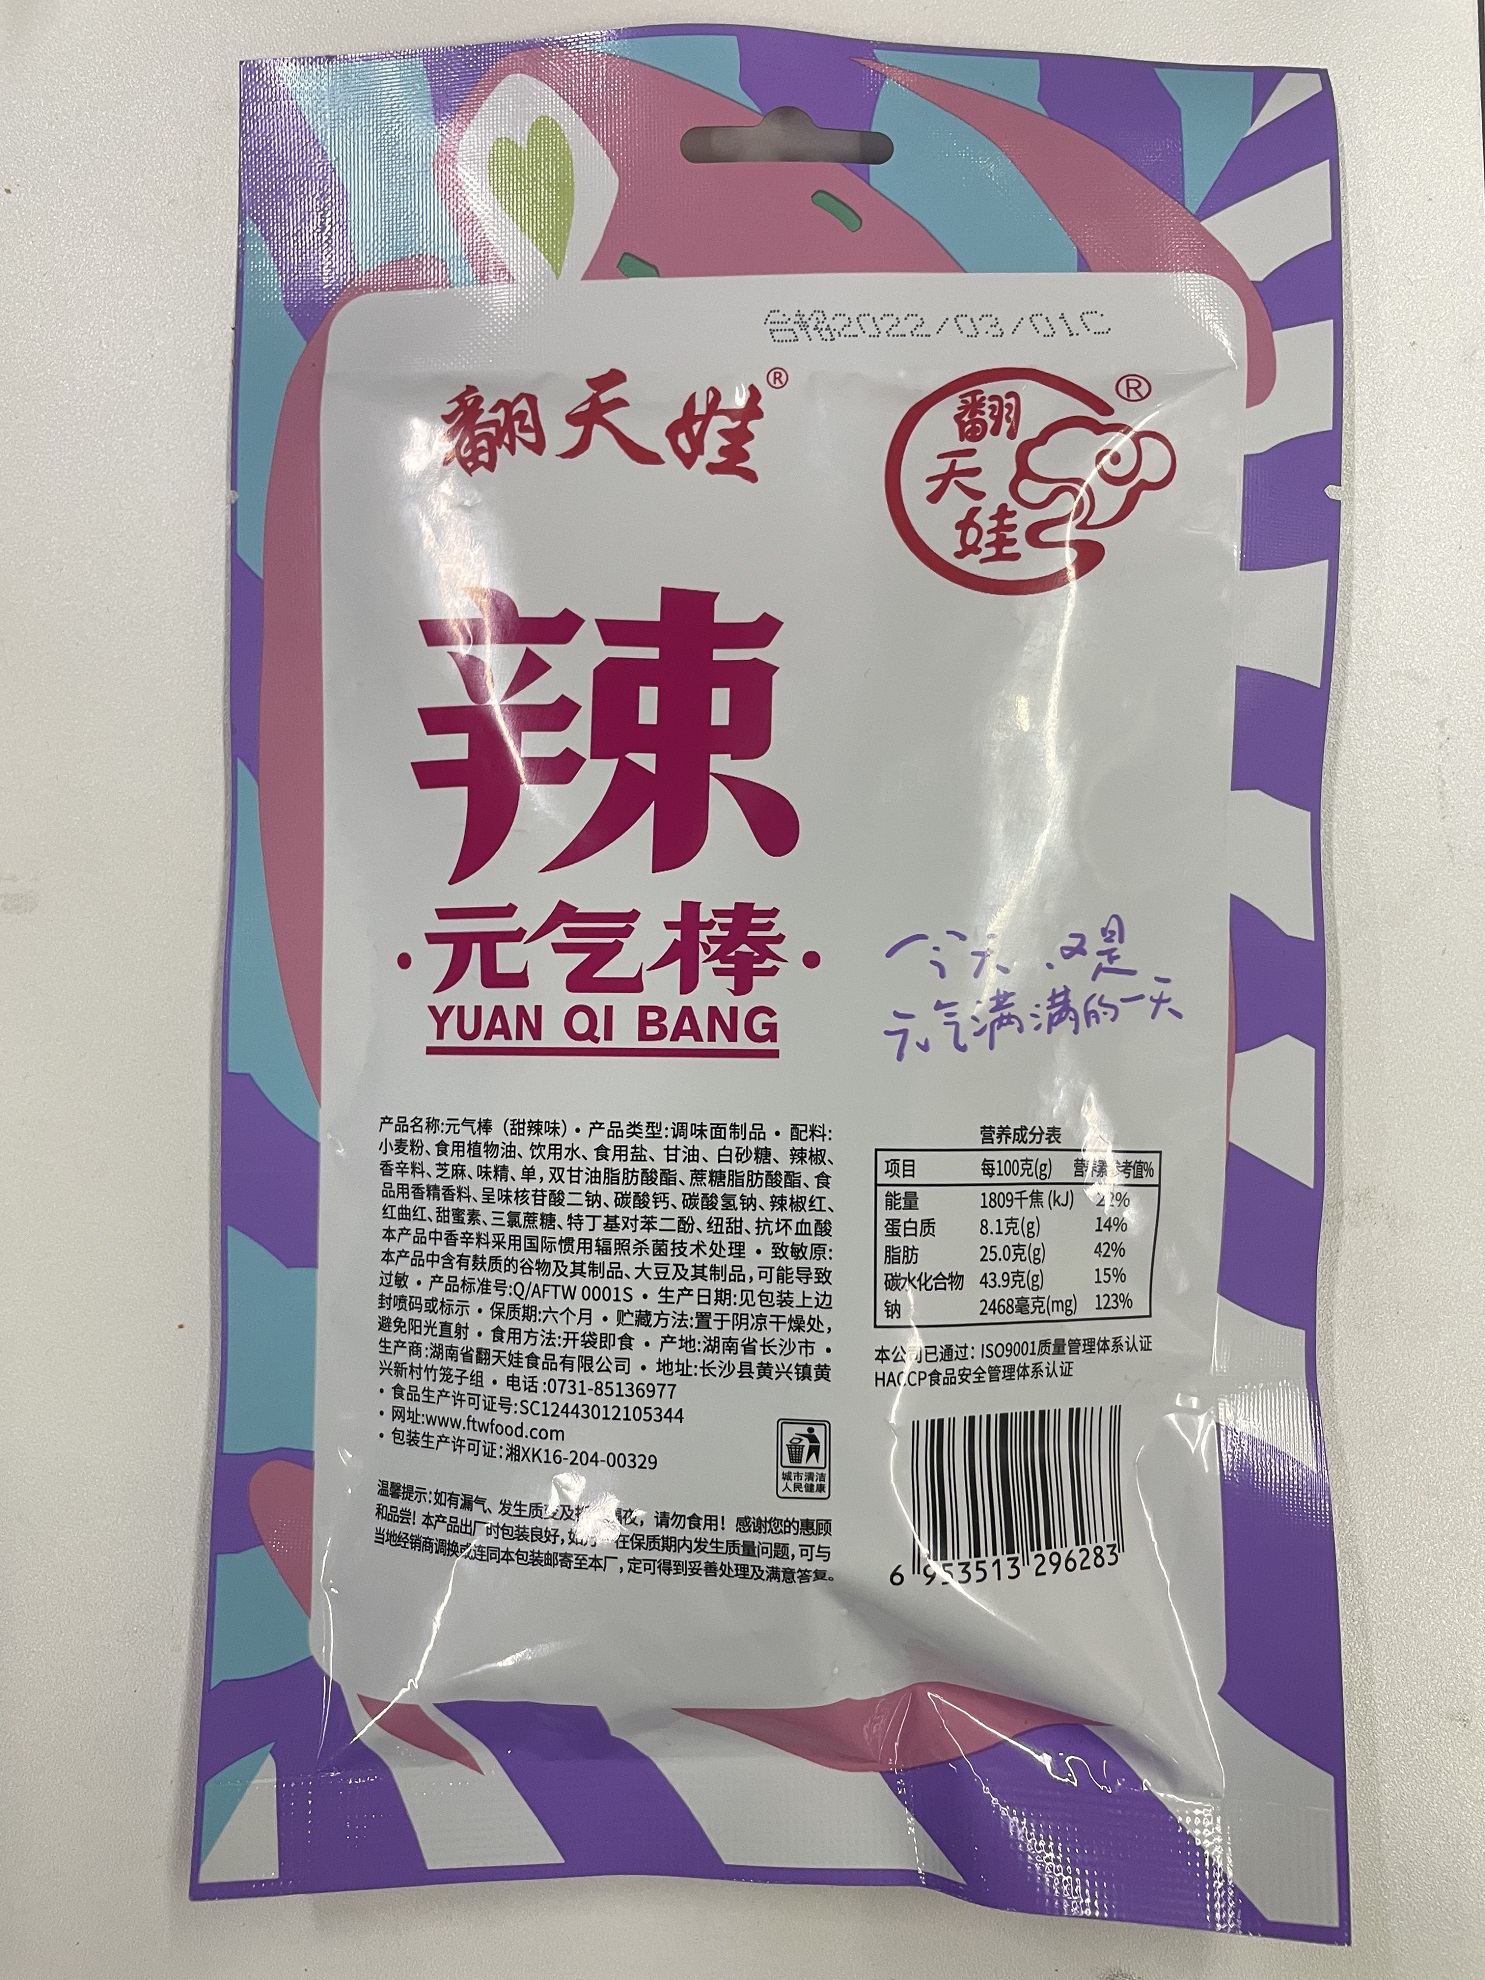 合格2022/03/01C
翻天娃®
翻
天
娃
®
辣
·元气棒·
YUAN QI BANG
今天又是
元气满满的一天
产品名称:元气棒（甜辣味）• 产品类型:调味面制品 • 配料:
小麦粉、食用植物油、饮用水、食用盐、甘油、白砂糖、辣椒、
香辛料、芝麻、味精、单,双甘油脂肪酸酯、蔗糖脂肪酸酯、食
品用香精香料、呈味核苷酸二钠、碳酸钙、碳酸氢钠、辣椒红、
红曲红、甜蜜素、三氯蔗糖、特丁基对苯二酚、纽甜、抗坏血酸
本产品中香辛料采用国际惯用辐照杀菌技术处理 • 致敏原:
本产品中含有麸质的谷物及其制品、大豆及其制品,可能导致
过敏 • 产品标准号:Q/AFTW 0001S • 生产日期:见包装上边
封喷码或标示 • 保质期:六个月 • 贮藏方法:置于阴凉干燥处,
避免阳光直射 • 食用方法:开袋即食 • 产地:湖南省长沙市 •
生产商:湖南省翻天娃食品有限公司 • 地址:长沙县黄兴镇黄
兴新村竹笼子组 • 电话:0731-85136977
• 食品生产许可证号:SC12443012105344
• 网址:www.ftwfood.com
• 包装生产许可证:湘XK16-204-00329
城市清洁
人民健康
温馨提示:如有漏气、发生质变及夜，请勿食用！感谢您的惠顾
和品尝！本产品出厂时包装良好,如在保质期内发生质量问题,可与
当地经销商调换或连同本包装邮寄至本厂,定可得到妥善处理及满意答复。
营养成分表
项目 每100克(g) 营养素参考值%
能量 1809千焦(kJ)
蛋白质 8.1克(g) 14%
脂肪 25.0克(g) 42%
碳水化合物 43.9克(g) 15%
钠 2468毫克(mg) 123%
本公司已通过: ISO9001质量管理体系认证
HACCP食品安全管理体系认证
6 953513 296283